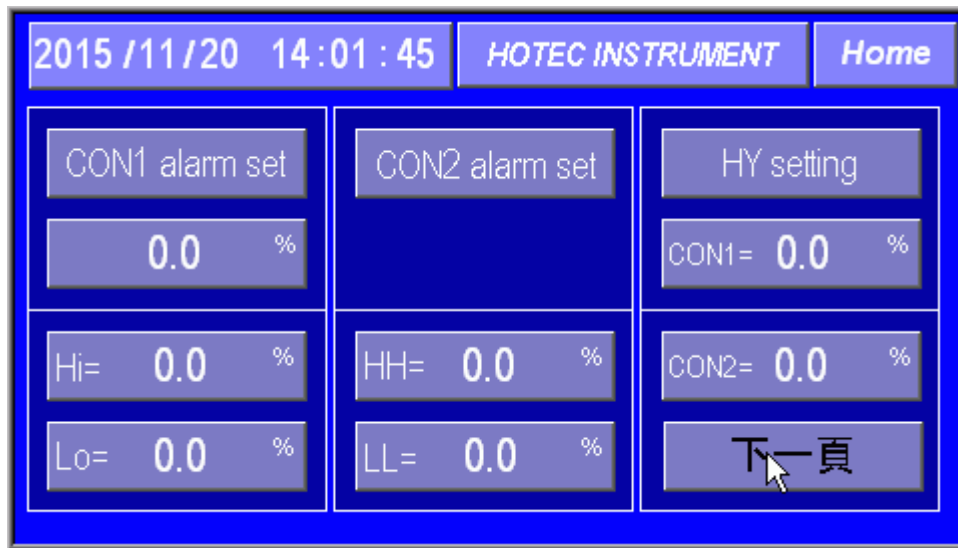 2015 /11/20 14:01:45 HOTEC INSTRUMENT Home
CON1 alarm set CON2 alarm set HY setting
0.0 % CON1= 0.0 %
Hi= 0.0 % HH= 0.0 % CON2= 0.0 %
Lo= 0.0 % LL= 0.0 % 下一頁